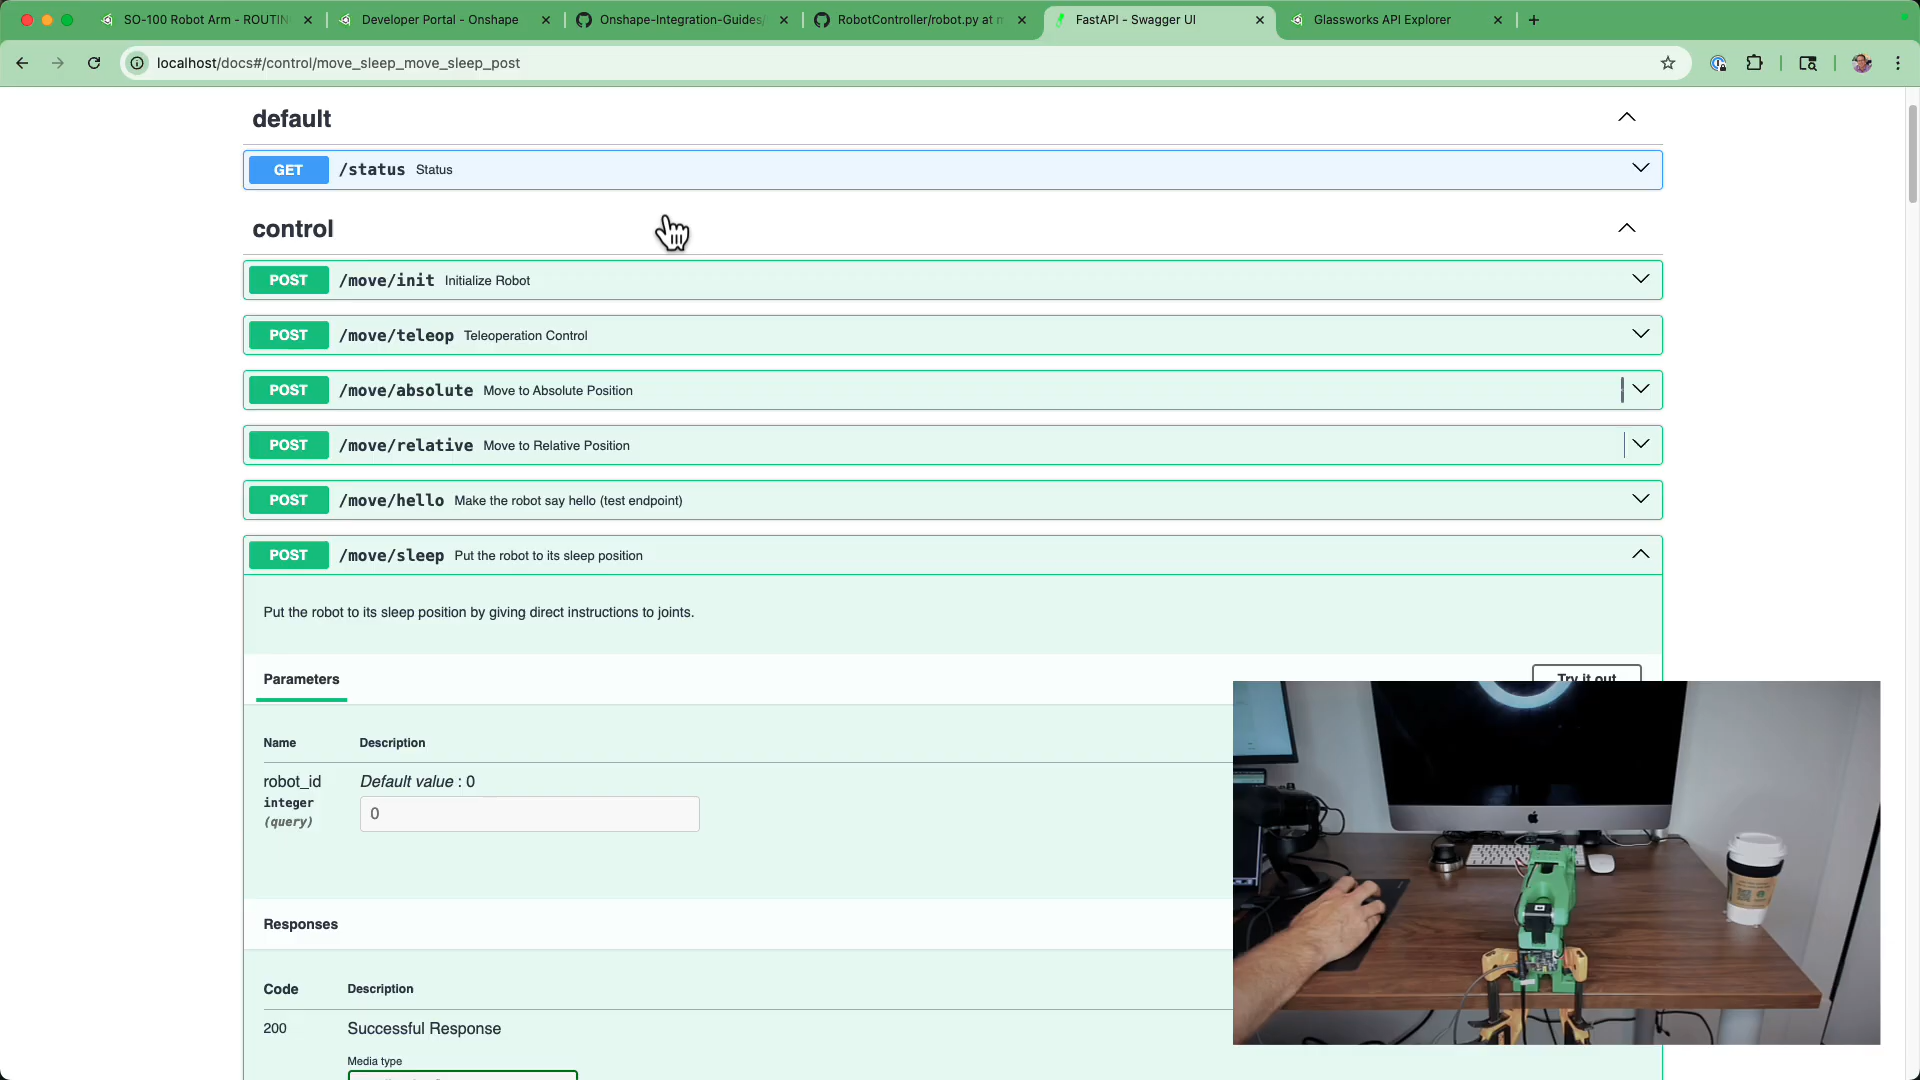 SO-100 Robot Arm - ROUTIN
Developer Portal - Onshape
Onshape-Integration-Guides/
RobotController/robot.py at m
FastAPI - Swagger UI
Glassworks API Explorer
localhost/docs#/control/move_sleep_move_sleep_post
default
GET /status Status
control
POST /move/init Initialize Robot
POST /move/teleop Teleoperation Control
POST /move/absolute Move to Absolute Position
POST /move/relative Move to Relative Position
POST /move/hello Make the robot say hello (test endpoint)
POST /move/sleep Put the robot to its sleep position
Put the robot to its sleep position by giving direct instructions to joints.
Parameters
Try it out
Name Description
robot_id Default value : 0
integer
(query)
0
Responses
Code Description
200 Successful Response
Media type